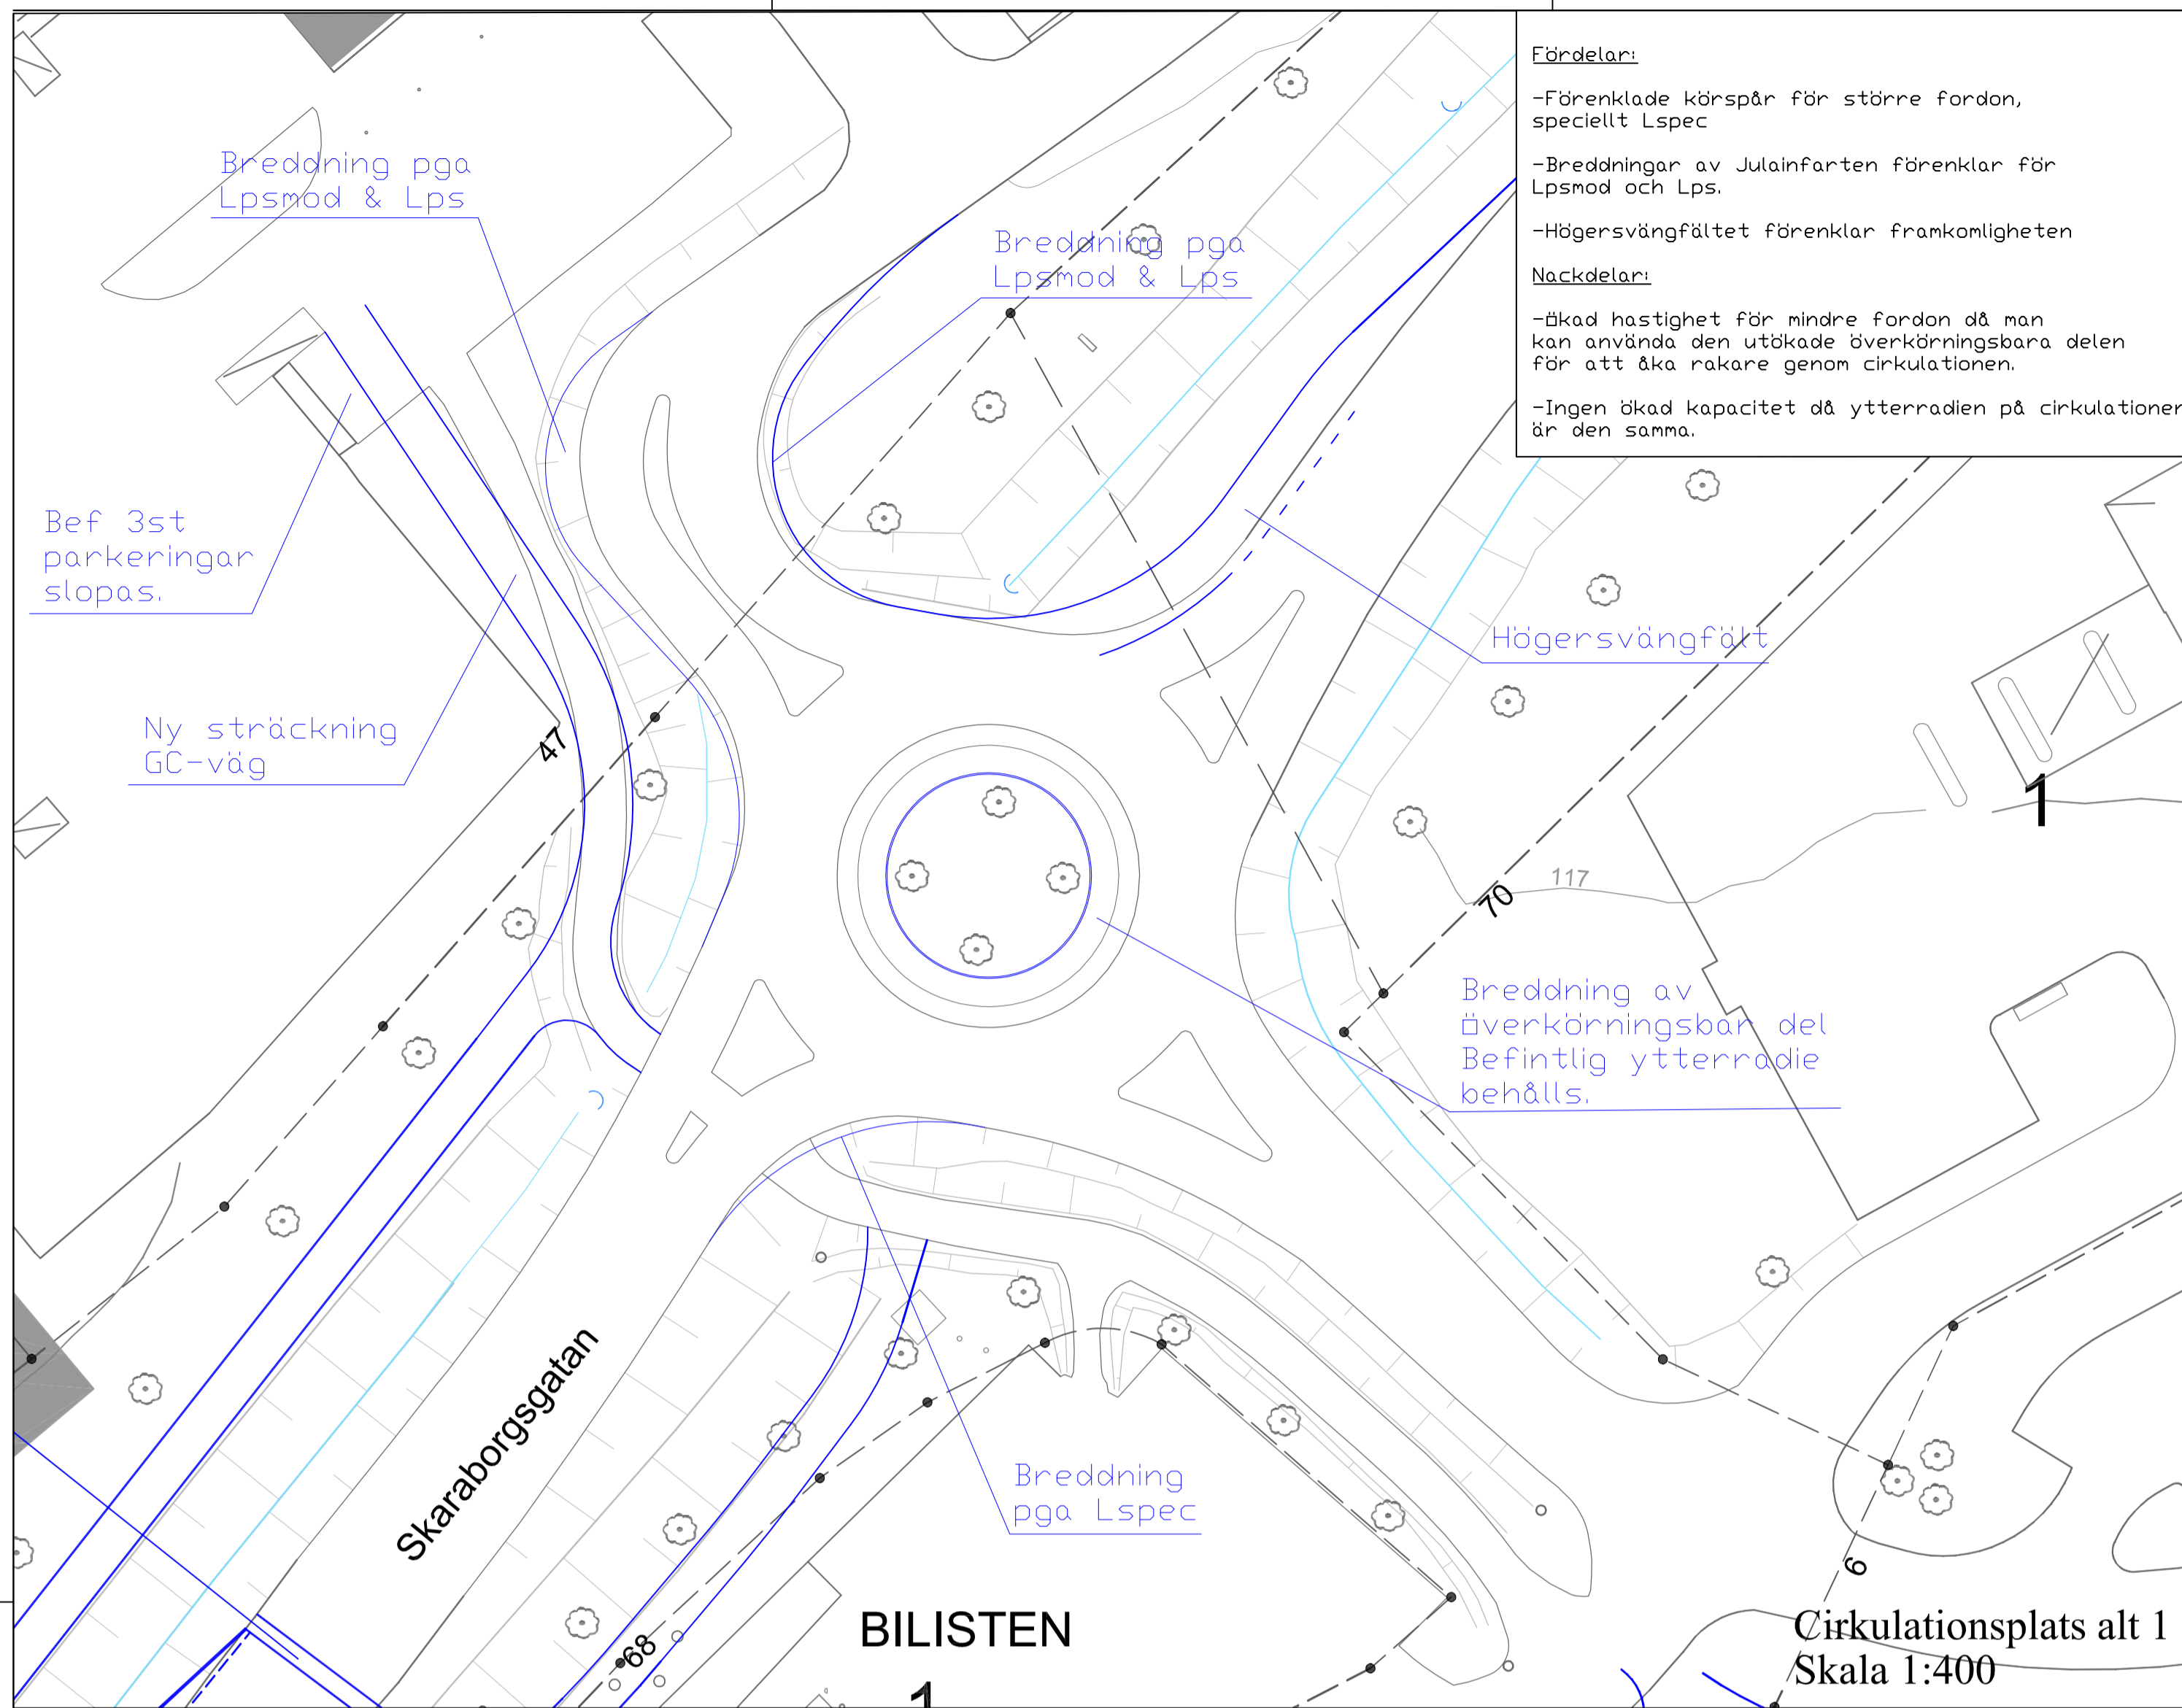 Fördelar:
-Förenklade körspår för större fordon,
speciellt Lspec
-Breddningar av Julainfarten förenklar för
Lpsmod och Lps.
-Högersvängfältet förenklar framkomligheten
Nackdelar:
-□kad hastighet för mindre fordon då man
kan använda den utökade överkörningsbara delen
för att åka rakare genom cirkulationen.
-Ingen ökad kapacitet då ytterradien på cirkulationen
är den samma.
Breddning pga
Lpsmod & Lps
Breddning pga
Lpsmod & Lps
Bef 3st
parkeringar
slopas.
Högersvängfält
Ny sträckning
GC-väg
47
1
117
70
Breddning av
□verkörningsbar del
Befintlig ytterradie
behålls.
Skaraborgsgatan
Breddning
pga Lspec
6
BILISTEN
68
1
Cirkulationsplats alt 1
Skala 1:400